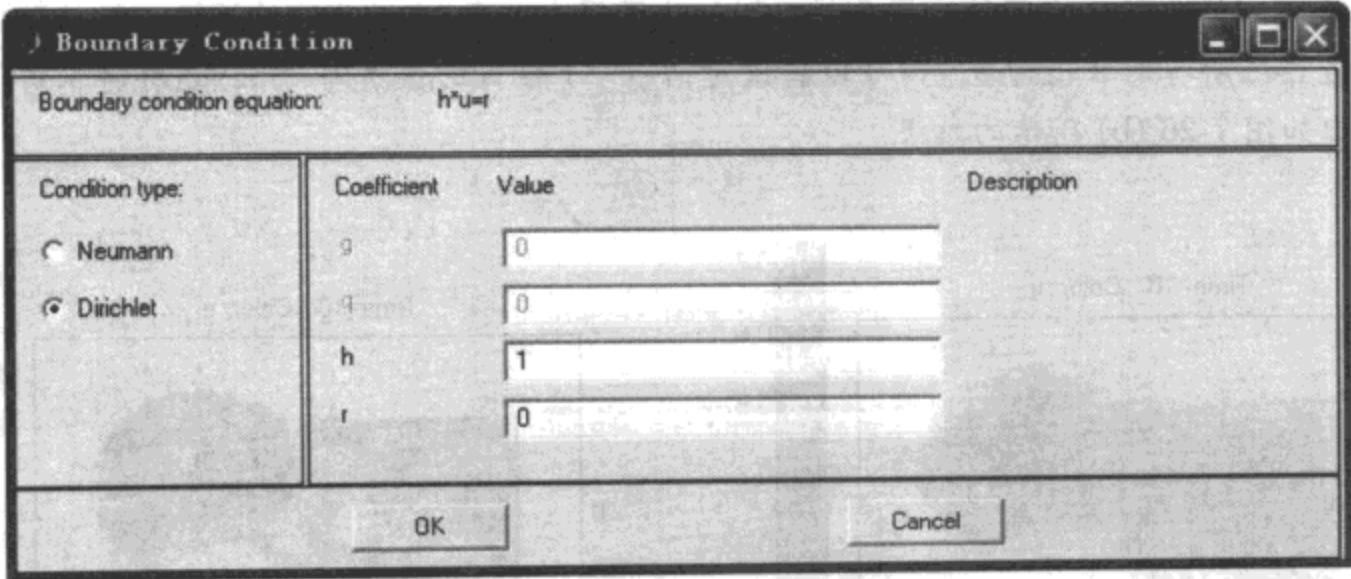 Boundary Condition
Boundary condition equation: h*u=r
Condition type:
Coefficient Value Description
Neumann
g 0
Dirichlet
q 0
h 1
r 0
OK Cancel